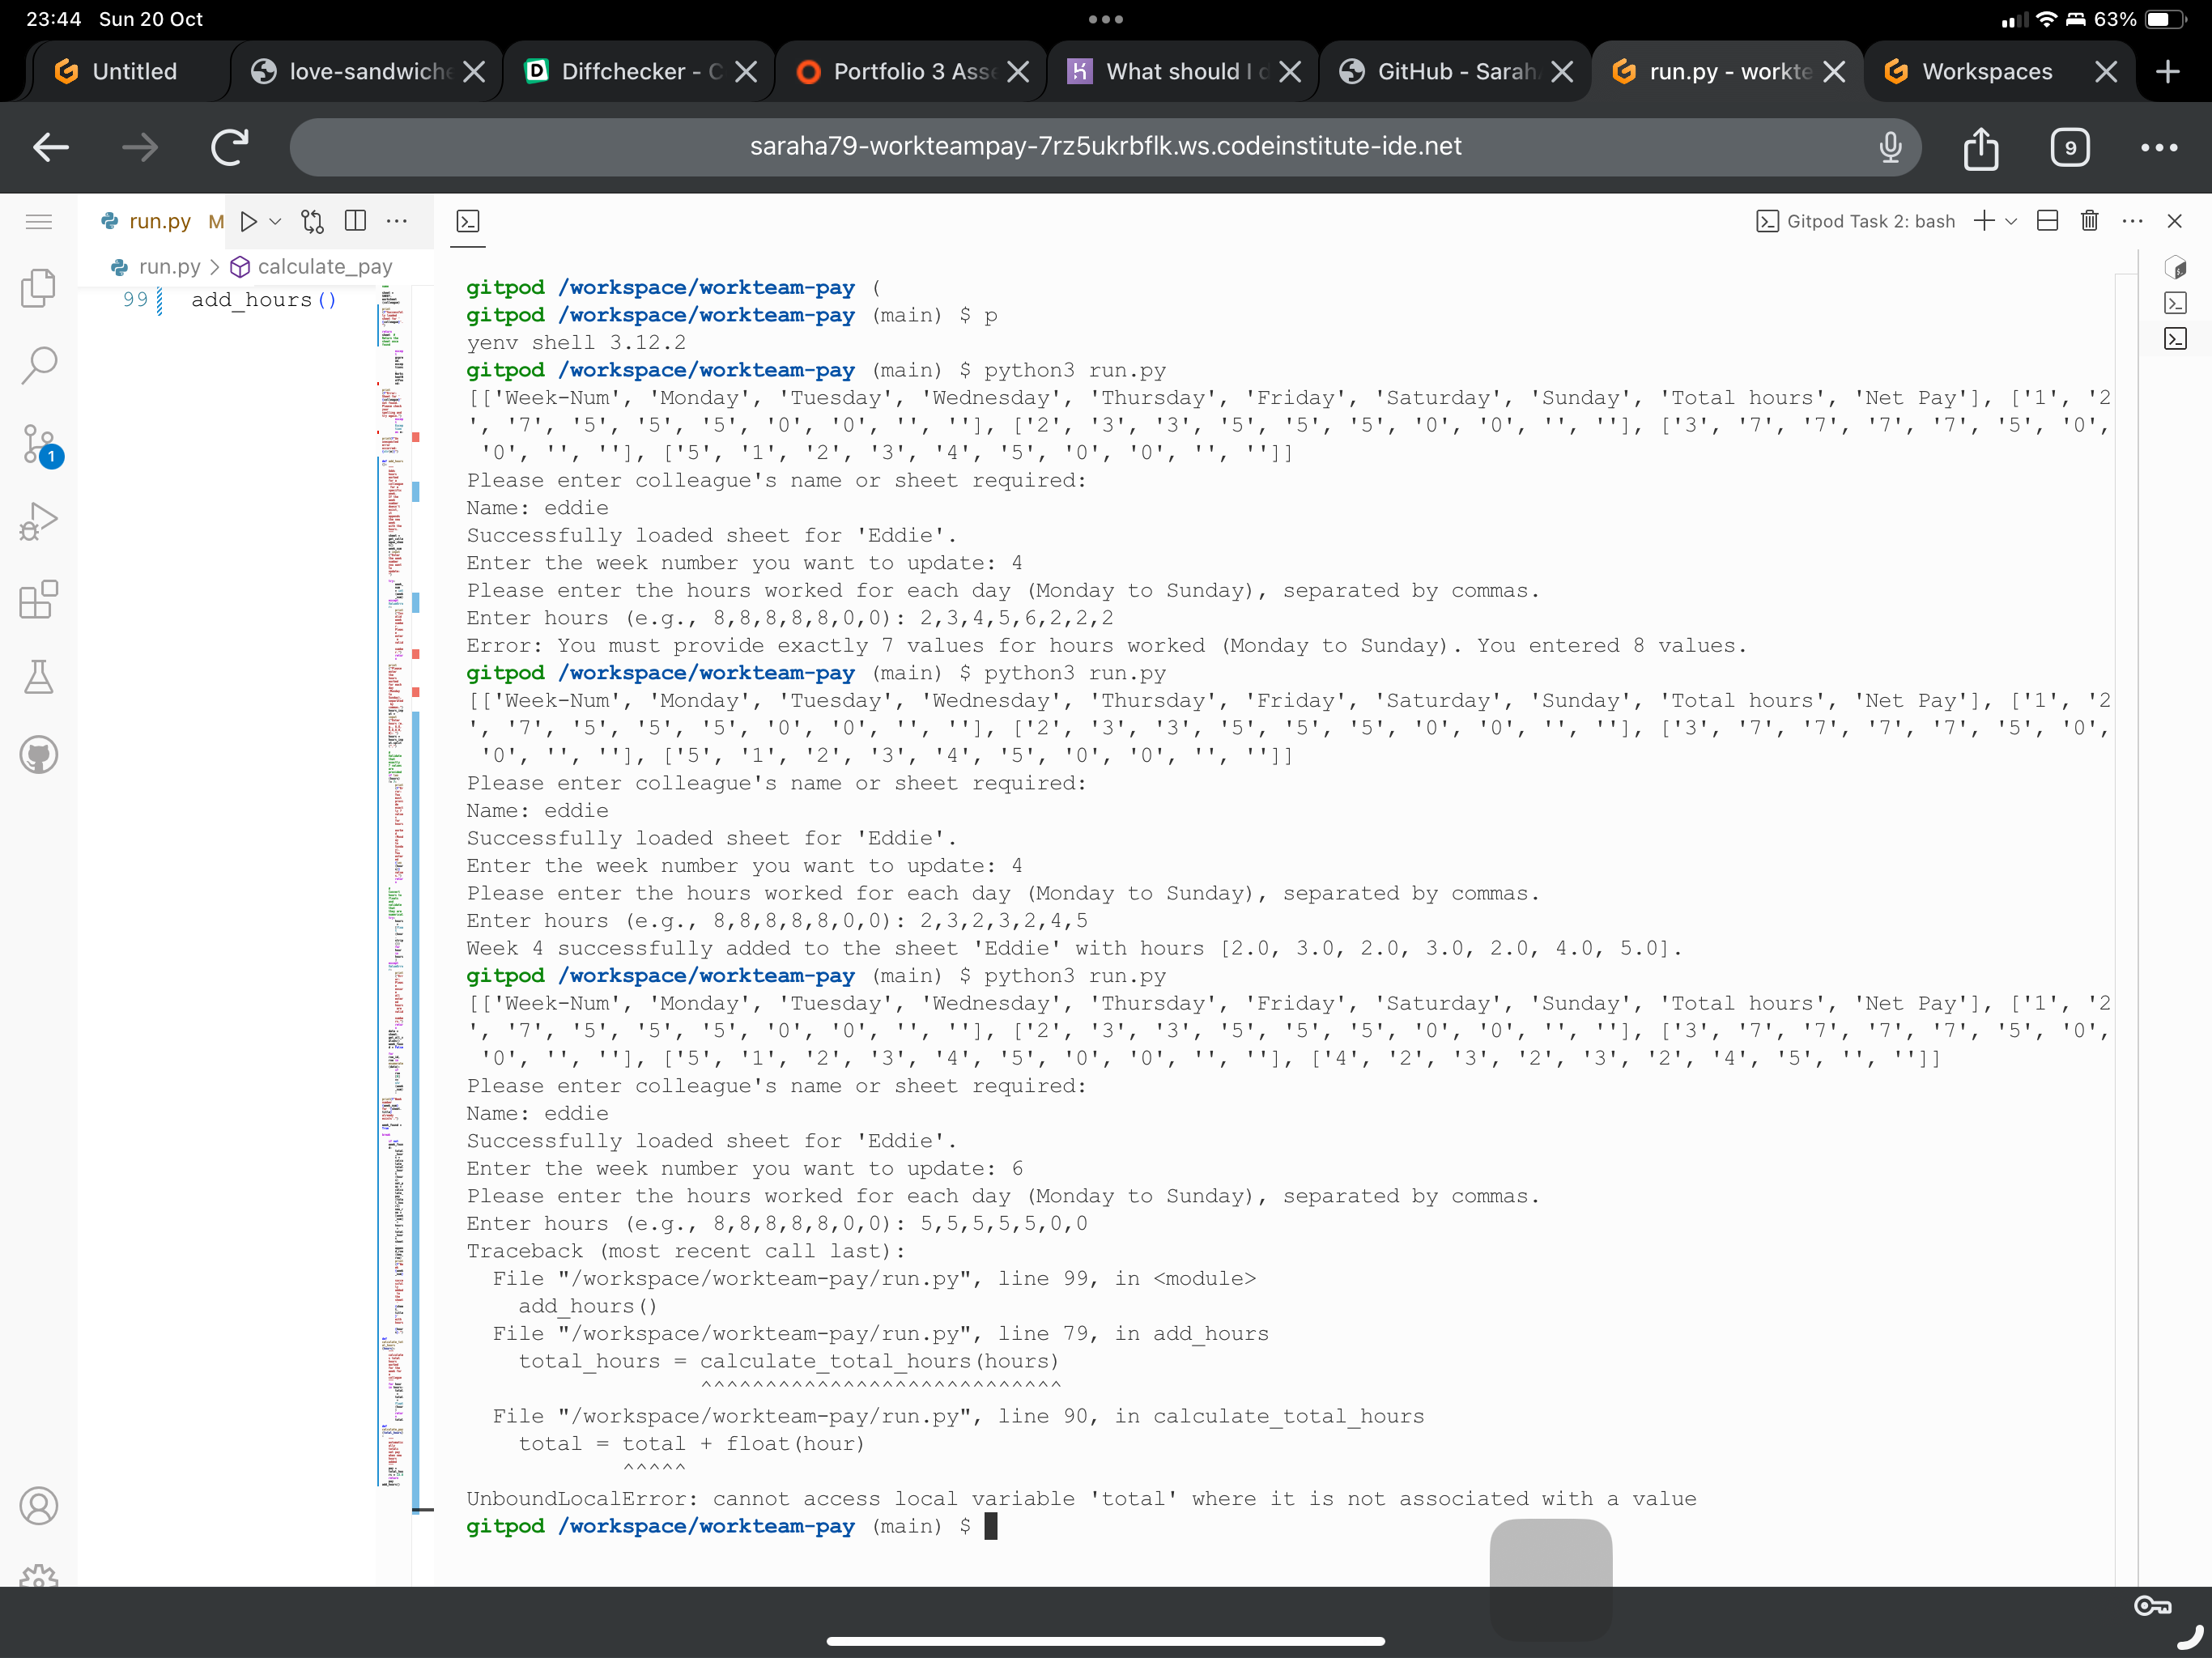 23:44 Sun 20 Oct
63%
Untitled
love-sandwiche
Diffchecker - C
Portfolio 3 Asse
What should I d
GitHub - Sarah
run.py - workte
Workspaces
saraha79-workteampay-7rz5ukrbflk.ws.codeinstitute-ide.net
9
run.py M
Gitpod Task 2: bash
run.py > calculate_pay
99 add_hours()
1
gitpod /workspace/workteam-pay (
gitpod /workspace/workteam-pay (main) $ p
yenv shell 3.12.2
gitpod /workspace/workteam-pay (main) $ python3 run.py
[['Week-Num', 'Monday', 'Tuesday', 'Wednesday', 'Thursday', 'Friday', 'Saturday', 'Sunday', 'Total hours', 'Net Pay'], ['1', '2
', '7', '5', '5', '5', '0', '0', '', ''], ['2', '3', '3', '5', '5', '5', '0', '0', '', ''], ['3', '7', '7', '7', '7', '5', '0',
'0', '', ''], ['5', '1', '2', '3', '4', '5', '0', '0', '', '']]
Please enter colleague's name or sheet required:
Name: eddie
Successfully loaded sheet for 'Eddie'.
Enter the week number you want to update: 4
Please enter the hours worked for each day (Monday to Sunday), separated by commas.
Enter hours (e.g., 8,8,8,8,8,0,0): 2,3,4,5,6,2,2,2
Error: You must provide exactly 7 values for hours worked (Monday to Sunday). You entered 8 values.
gitpod /workspace/workteam-pay (main) $ python3 run.py
[['Week-Num', 'Monday', 'Tuesday', 'Wednesday', 'Thursday', 'Friday', 'Saturday', 'Sunday', 'Total hours', 'Net Pay'], ['1', '2
', '7', '5', '5', '5', '0', '0', '', ''], ['2', '3', '3', '5', '5', '5', '0', '0', '', ''], ['3', '7', '7', '7', '7', '5', '0',
'0', '', ''], ['5', '1', '2', '3', '4', '5', '0', '0', '', '']]
Please enter colleague's name or sheet required:
Name: eddie
Successfully loaded sheet for 'Eddie'.
Enter the week number you want to update: 4
Please enter the hours worked for each day (Monday to Sunday), separated by commas.
Enter hours (e.g., 8,8,8,8,8,0,0): 2,3,2,3,2,4,5
Week 4 successfully added to the sheet 'Eddie' with hours [2.0, 3.0, 2.0, 3.0, 2.0, 4.0, 5.0].
gitpod /workspace/workteam-pay (main) $ python3 run.py
[['Week-Num', 'Monday', 'Tuesday', 'Wednesday', 'Thursday', 'Friday', 'Saturday', 'Sunday', 'Total hours', 'Net Pay'], ['1', '2
', '7', '5', '5', '5', '0', '0', '', ''], ['2', '3', '3', '5', '5', '5', '0', '0', '', ''], ['3', '7', '7', '7', '7', '5', '0',
'0', '', ''], ['5', '1', '2', '3', '4', '5', '0', '0', '', ''], ['4', '2', '3', '2', '3', '2', '4', '5', '', '']]
Please enter colleague's name or sheet required:
Name: eddie
Successfully loaded sheet for 'Eddie'.
Enter the week number you want to update: 6
Please enter the hours worked for each day (Monday to Sunday), separated by commas.
Enter hours (e.g., 8,8,8,8,8,0,0): 5,5,5,5,5,0,0
Traceback (most recent call last):
File "/workspace/workteam-pay/run.py", line 99, in <module>
add_hours()
File "/workspace/workteam-pay/run.py", line 79, in add_hours
total_hours = calculate_total_hours(hours)
^^^^^^^^^^^^^^^^^^^^^^^^^^^^
File "/workspace/workteam-pay/run.py", line 90, in calculate_total_hours
total = total + float(hour)
^^^^^
UnboundLocalError: cannot access local variable 'total' where it is not associated with a value
gitpod /workspace/workteam-pay (main) $